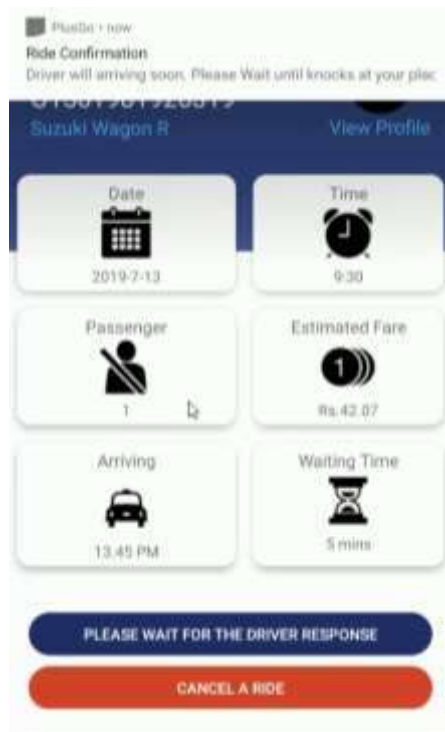 PlusGo • now
Ride Confirmation
Driver will arriving soon. Please Wait until knocks at your plac
Suzuki Wagon R
View Profile
Date
Time
2019-7-13
9:30
Passenger
Estimated Fare
1
1
Rs.42.07
Arriving
Waiting Time
13.45 PM
5 mins
PLEASE WAIT FOR THE DRIVER RESPONSE
CANCEL A RIDE